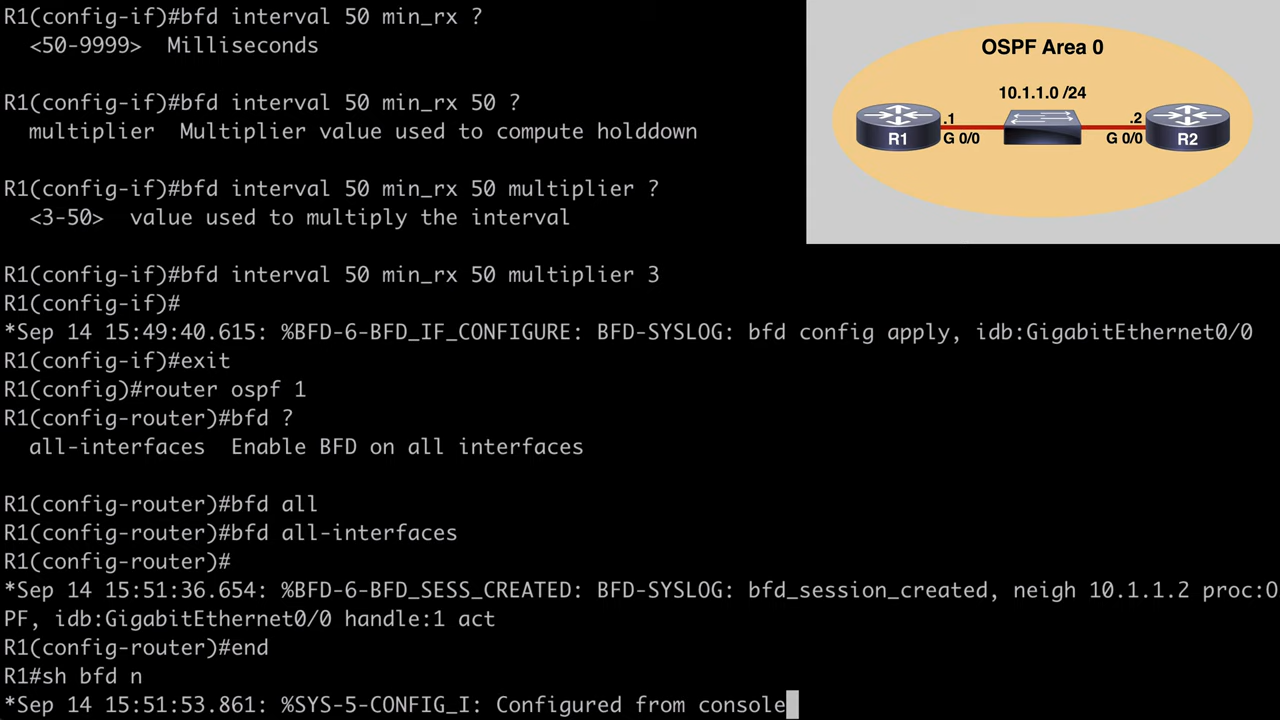 R1(config-if)#bfd interval 50 min_rx ?
<50-9999>  Milliseconds
R1(config-if)#bfd interval 50 min_rx 50 ?
multiplier  Multiplier value used to compute holddown
R1(config-if)#bfd interval 50 min_rx 50 multiplier ?
<3-50>  value used to multiply the interval
R1(config-if)#bfd interval 50 min_rx 50 multiplier 3
R1(config-if)#
*Sep 14 15:49:40.615: %BFD-6-BFD_IF_CONFIGURE: BFD-SYSLOG: bfd config apply, idb:GigabitEthernet0/0
R1(config-if)#exit
R1(config)#router ospf 1
R1(config-router)#bfd ?
all-interfaces  Enable BFD on all interfaces
R1(config-router)#bfd all
R1(config-router)#bfd all-interfaces
R1(config-router)#
*Sep 14 15:51:36.654: %BFD-6-BFD_SESS_CREATED: BFD-SYSLOG: bfd_session_created, neigh 10.1.1.2 proc:O
PF, idb:GigabitEthernet0/0 handle:1 act
R1(config-router)#end
R1#sh bfd n
*Sep 14 15:51:53.861: %SYS-5-CONFIG_I: Configured from console
OSPF Area 0
10.1.1.0 /24
.1
.2
R1
G 0/0
G 0/0
R2